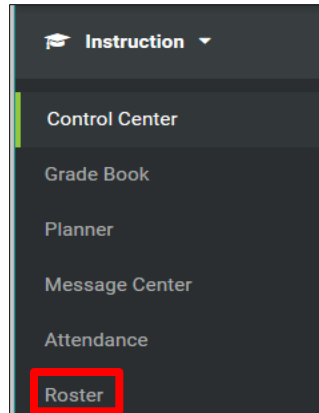 Instruction
Control Center
Grade Book
Planner
Message Center
Attendance
Roster